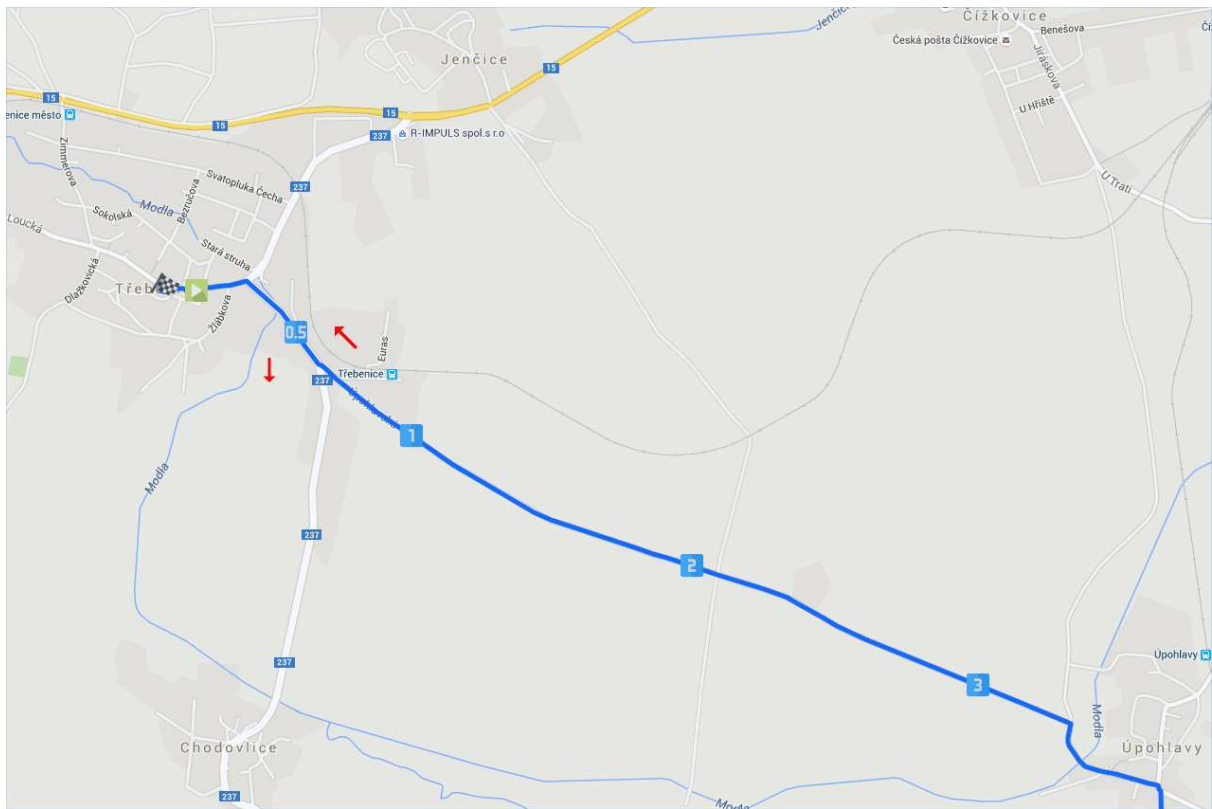 Čížkovice
Benešova
Česká pošta Čížkovice
Jiráskova
Jenčice
15
15
U Hřiště
15
enice město
15
237
R-IMPULS spol.s r.o
Zimmerova
Svatopluka Čecha
Bezručova
237
U Trati
Modla
Sokolská
Loucká
Stará struha
Dlažkovická
Třeb
Žlábkova
0.5
Euras
Třebenice
237
Úpohlavská
1
Modla
237
2
237
Úpohlavy
3
Modla
Chodovlice
Úpohlavy
237